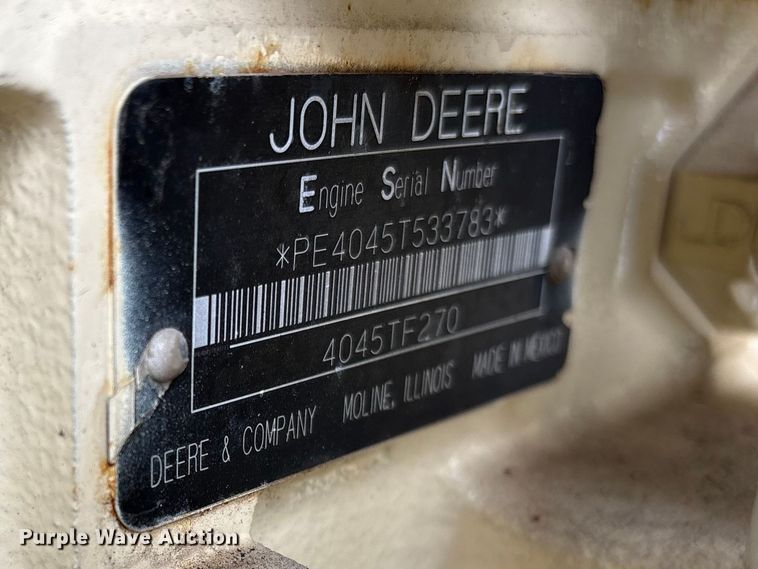 JOHN DEERE
Engine Serial Number
*PE4045T533783*
4045TF270
DEERE & COMPANY MOLINE, ILLINOIS MADE IN MEXICO
Purple Wave Auction